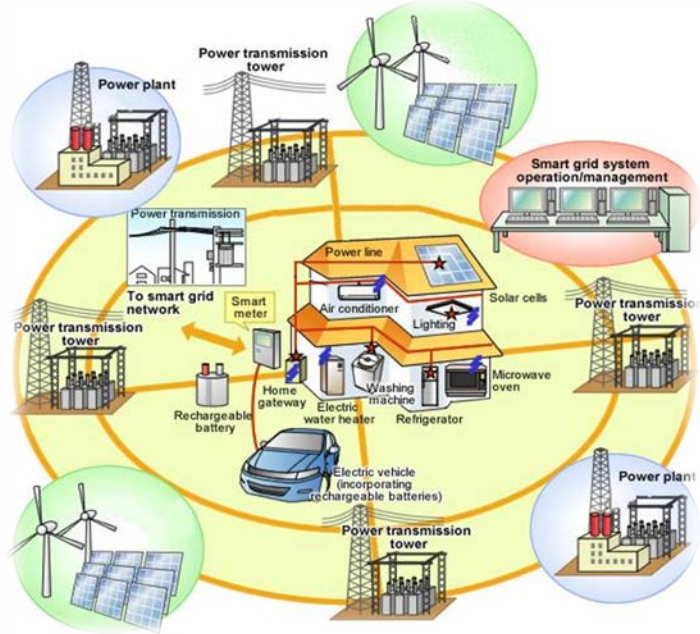 Power transmission
tower
Power plant
Smart grid system
operation/management
Power transmission
To smart grid
network
Smart
meter
Power line
Air conditioner
Lighting
Solar cells
Power transmission
tower
Power
tower
Rechargeable
battery
Home
gateway
Electric
water heater
Washing
machine
Refrigerator
Microwave
oven
Electric vehicle
(incorporating
rechargeable batteries)
Power transmission
tower
Power plant